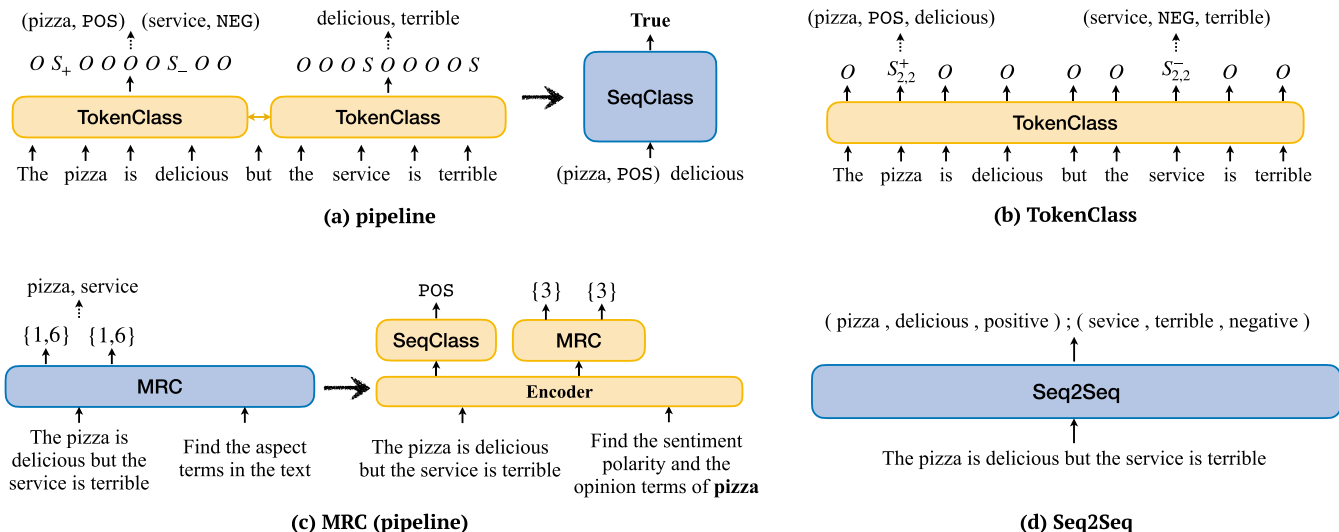 (pizza, POS) (service, NEG)
O S+ O O O O S− O O
TokenClass
delicious, terrible
O O O S O O O O S
TokenClass
The pizza is delicious but the service is terrible
True
SeqClass
(pizza, POS) delicious
(a) pipeline
(pizza, POS, delicious)
(service, NEG, terrible)
O S2,2+ O O O O S2,2− O O
TokenClass
The pizza is delicious but the service is terrible
(b) TokenClass
pizza, service
{1,6} {1,6}
MRC
The pizza is
delicious but the
service is terrible
Find the aspect
terms in the text
POS
SeqClass
{3} {3}
MRC
Encoder
The pizza is delicious
but the service is terrible
Find the sentiment
polarity and the
opinion terms of pizza
(c) MRC (pipeline)
( pizza , delicious , positive ) ; ( sevice , terrible , negative )
Seq2Seq
The pizza is delicious but the service is terrible
(d) Seq2Seq